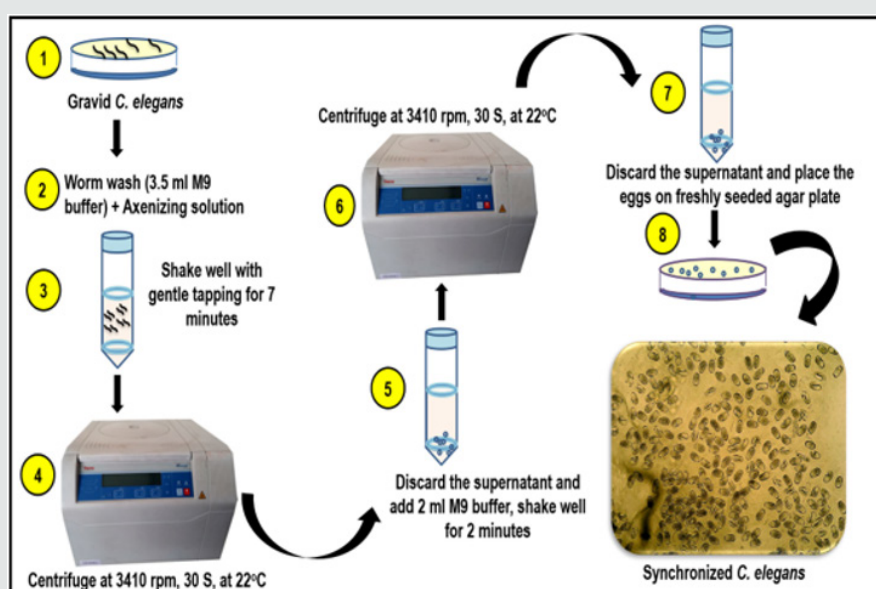 1
Gravid C. elegans
2
Worm wash (3.5 ml M9
buffer) + Axenizing solution
3
Shake well with
gentle tapping for 7
minutes
4
Centrifuge at 3410 rpm, 30 S, at 22⁰C
5
Discard the supernatant and
add 2 ml M9 buffer, shake well
for 2 minutes
Centrifuge at 3410 rpm, 30 S, at 22⁰C
6
7
Discard the supernatant and place the
eggs on freshly seeded agar plate
8
Synchronized C. elegans